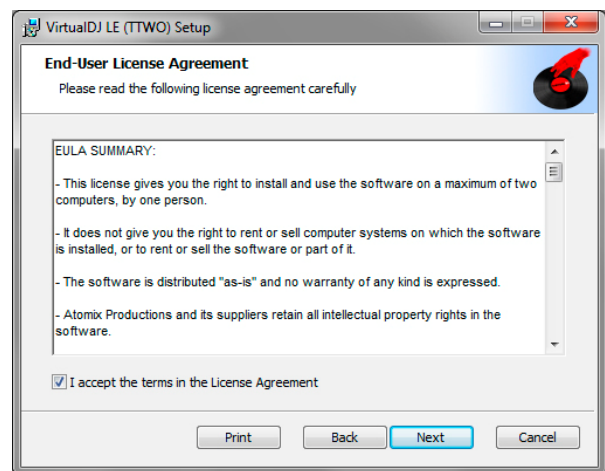 VirtualDJ LE (TTWO) Setup
End-User License Agreement
Please read the following license agreement carefully
EULA SUMMARY:
- This license gives you the right to install and use the software on a maximum of two
computers, by one person.
- It does not give you the right to rent or sell computer systems on which the software
is installed, or to rent or sell the software or part of it.
- The software is distributed "as-is" and no warranty of any kind is expressed.
- Atomix Productions and its suppliers retain all intellectual property rights in the
software.
I accept the terms in the License Agreement
Print Back Next Cancel